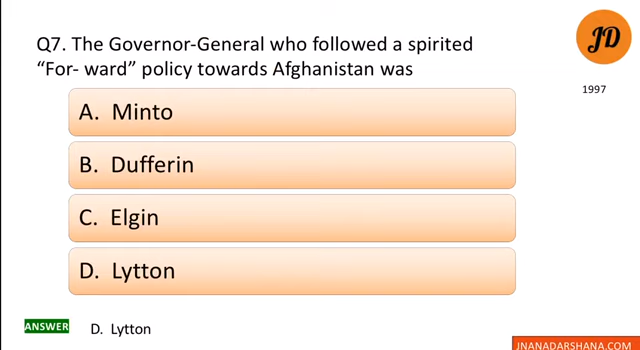 Q7. The Governor-General who followed a spirited
“For- ward” policy towards Afghanistan was
JD
1997
A. Minto
B. Dufferin
C. Elgin
D. Lytton
ANSWER D. Lytton
JNANADARSHANA.COM